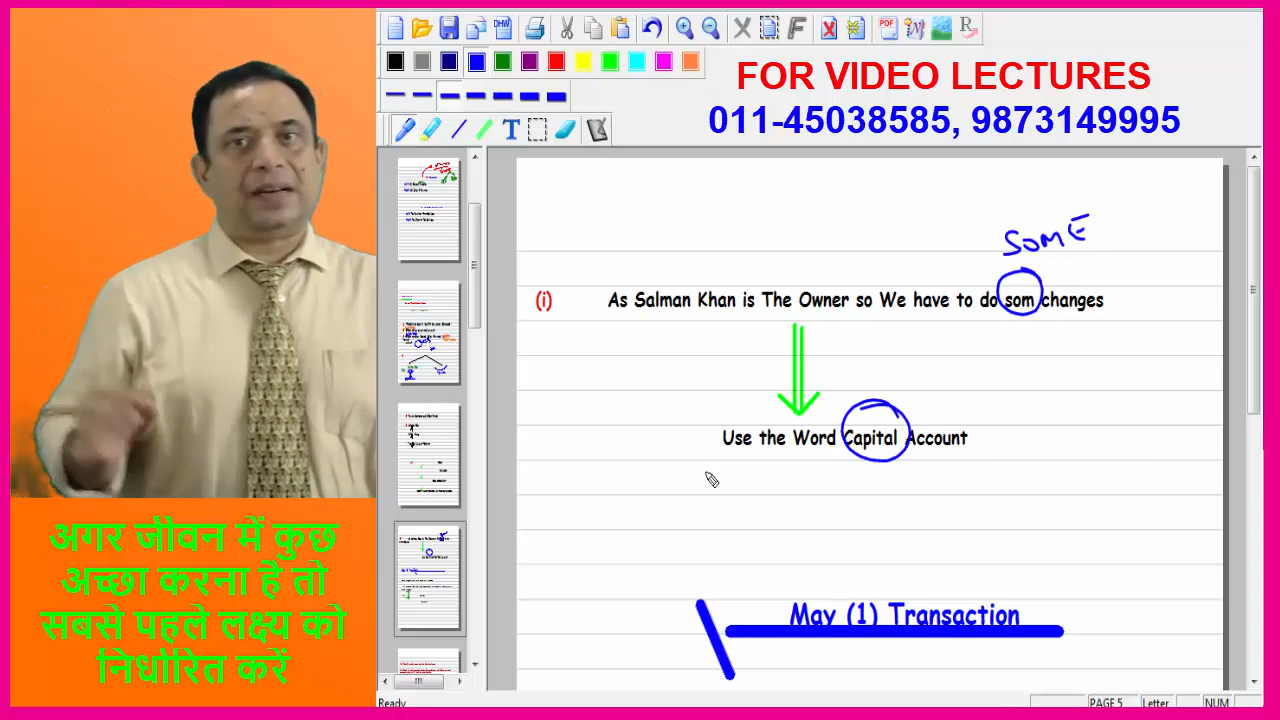 DHW
PDF
FOR VIDEO LECTURES
011-45038585, 9873149995
SOME
(i) As Salman Khan is The Owner so We have to do som changes
Use the Word Capital Account
May (1) Transaction
अगर जीवन में कुछ
अच्छा करना है तो
सबसे पहले लक्ष्य को
निर्धारित करें
Ready PAGE 5 Letter NUM